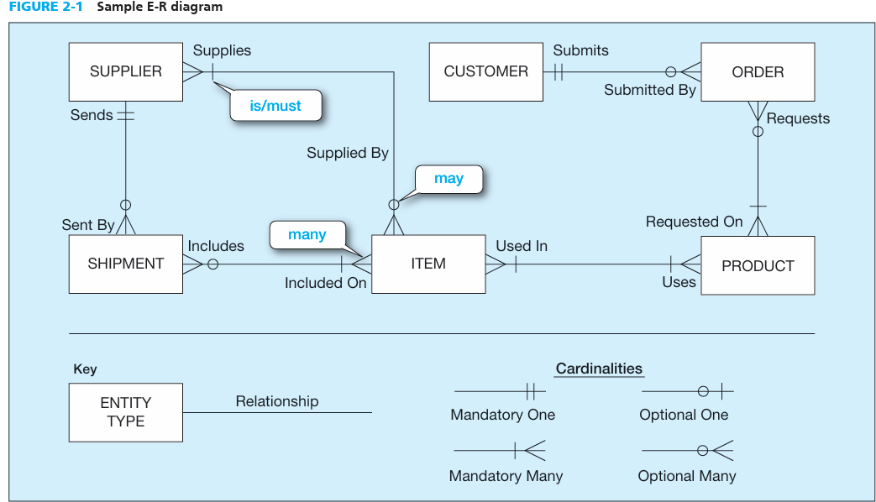 FIGURE 2-1 Sample E-R diagram
Supplies
Submits
SUPPLIER
CUSTOMER
ORDER
Submitted By
is/must
Sends
Requests
Supplied By
may
Sent By
Requested On
many
Includes
Used In
SHIPMENT
ITEM
PRODUCT
Included On
Uses
Key
Cardinalities
ENTITY
TYPE
Relationship
Mandatory One
Optional One
Mandatory Many
Optional Many